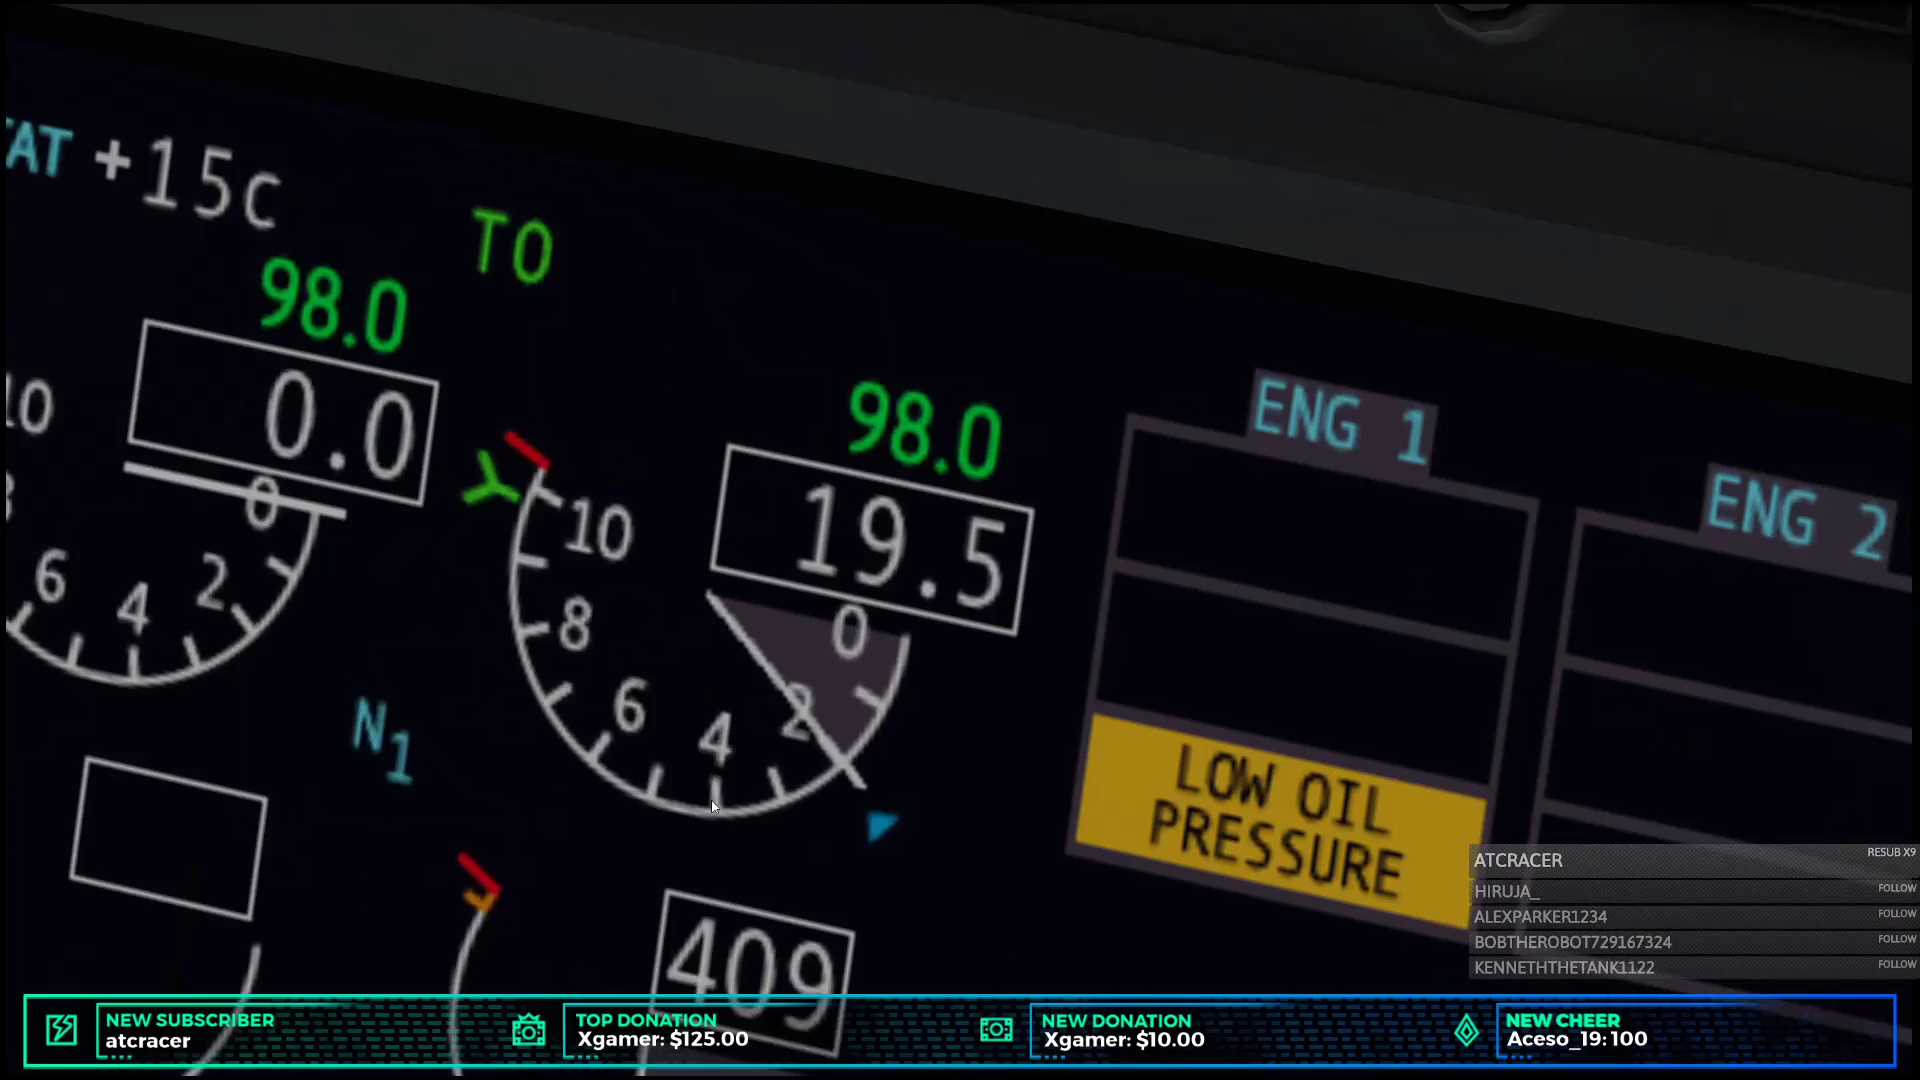 TAT +15c
TO
98.0
0.0
10
0
2
4
6
98.0
19.5
10
8
6
4
2
0
N1
409
ENG 1
LOW OIL
PRESSURE
ENG 2
ATCRACER RESUB X9
HIRUJA_ FOLLOW
ALEXPARKER1234 FOLLOW
BOBTHEROBOT729167324 FOLLOW
KENNETHTHETANK1122 FOLLOW
NEW SUBSCRIBER
atcracer
TOP DONATION
Xgamer: $125.00
NEW DONATION
Xgamer: $10.00
NEW CHEER
Aceso_19: 100